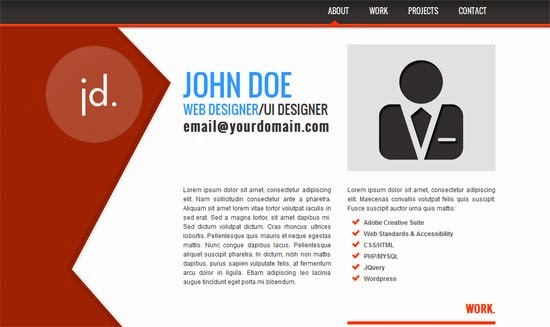 ABOUT WORK PROJECTS CONTACT
jd.
JOHN DOE
WEB DESIGNER/UI DESIGNER
email@yourdomain.com
Lorem ipsum dolor sit amet, consectetur adipiscing
elit. Nam sollicitudin consectetur ante a pharetra.
Aliquam sit amet lorem vitae tortor volutpat iaculis in
sed erat. Sed a magna tortor, sit amet dapibus mi.
Sed dictum volutpat dictum. Cras rhoncus ultrices
lobortis. Pellentesque quis mauris et neque egestas
mattis. Nunc congue dapibus lacus. Pellentesque
aliquet suscipit pharetra. In dictum, nibh non mattis
dapibus, purus sapien vulputate felis, at fermentum
arcu dolor in ligula. Etiam adipiscing leo lacinia
augue tincidunt eget porta mi bibendum.
Lorem ipsum dolor sit amet, consectetur adipiscing
elit. Maecenas convallis volutpat felis quis suscipit.
Fusce suscipit auctor urna quis mattis:
Adobe Creative Suite
Web Standards & Accessibility
CSS/HTML
PHP/MYSQL
JQuery
Wordpress
WORK.